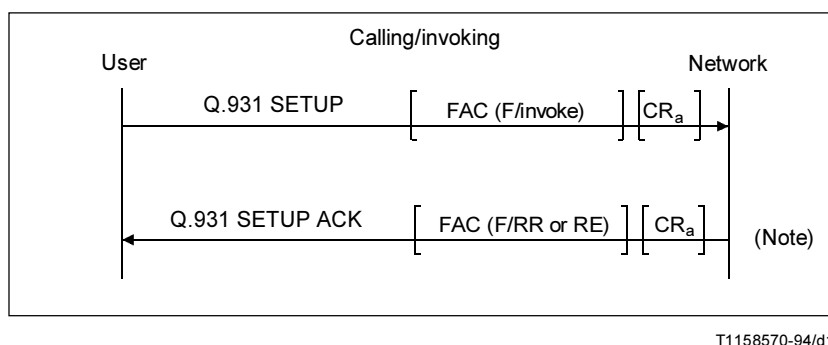 Calling/invoking
User
Network
Q.931 SETUP [ FAC (F/invoke) ] [ CRa ]
Q.931 SETUP ACK [ FAC (F/RR or RE) ] [ CRa ] (Note)
T1158570-94/d